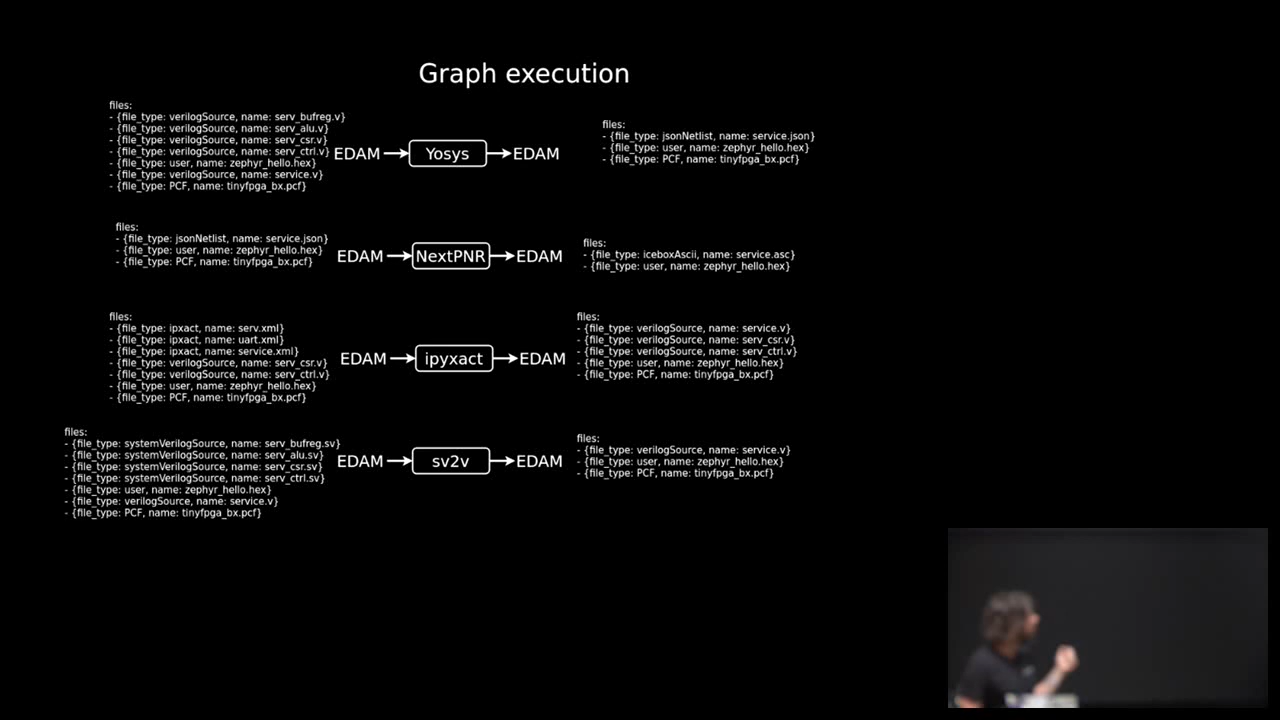 Graph execution
files:
- {file_type: verilogSource, name: serv_bufreg.v}
- {file_type: verilogSource, name: serv_alu.v}
- {file_type: verilogSource, name: serv_csr.v}
- {file_type: verilogSource, name: serv_ctrl.v}
- {file_type: user, name: zephyr_hello.hex}
- {file_type: verilogSource, name: service.v}
- {file_type: PCF, name: tinyfpga_bx.pcf}
EDAM
Yosys
EDAM
files:
- {file_type: jsonNetlist, name: service.json}
- {file_type: user, name: zephyr_hello.hex}
- {file_type: PCF, name: tinyfpga_bx.pcf}
files:
- {file_type: jsonNetlist, name: service.json}
- {file_type: user, name: zephyr_hello.hex}
- {file_type: PCF, name: tinyfpga_bx.pcf}
EDAM
NextPNR
EDAM
files:
- {file_type: iceboxAscii, name: service.asc}
- {file_type: user, name: zephyr_hello.hex}
files:
- {file_type: ipxact, name: serv.xml}
- {file_type: ipxact, name: uart.xml}
- {file_type: ipxact, name: service.xml}
- {file_type: verilogSource, name: serv_csr.v}
- {file_type: verilogSource, name: serv_ctrl.v}
- {file_type: user, name: zephyr_hello.hex}
- {file_type: PCF, name: tinyfpga_bx.pcf}
EDAM
ipyxact
EDAM
files:
- {file_type: verilogSource, name: service.v}
- {file_type: verilogSource, name: serv_csr.v}
- {file_type: verilogSource, name: serv_ctrl.v}
- {file_type: user, name: zephyr_hello.hex}
- {file_type: PCF, name: tinyfpga_bx.pcf}
files:
- {file_type: systemVerilogSource, name: serv_bufreg.sv}
- {file_type: systemVerilogSource, name: serv_alu.sv}
- {file_type: systemVerilogSource, name: serv_csr.sv}
- {file_type: systemVerilogSource, name: serv_ctrl.sv}
- {file_type: user, name: zephyr_hello.hex}
- {file_type: verilogSource, name: service.v}
- {file_type: PCF, name: tinyfpga_bx.pcf}
EDAM
sv2v
EDAM
files:
- {file_type: verilogSource, name: service.v}
- {file_type: user, name: zephyr_hello.hex}
- {file_type: PCF, name: tinyfpga_bx.pcf}